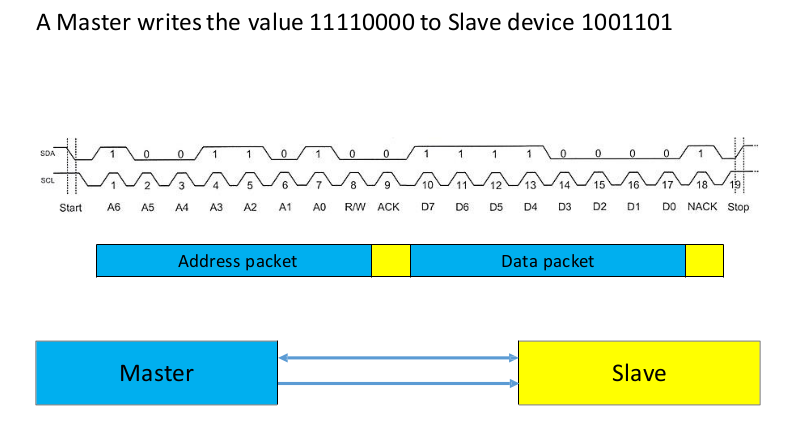 A Master writes the value 11110000 to Slave device 1001101
SDA 1 0 0 1 1 0 1 0 0 1 1 1 1 0 0 0 0 1
SCL 1 2 3 4 5 6 7 8 9 10 11 12 13 14 15 16 17 18 19
Start A6 A5 A4 A3 A2 A1 A0 R/W ACK D7 D6 D5 D4 D3 D2 D1 D0 NACK Stop
Address packet Data packet
Master Slave